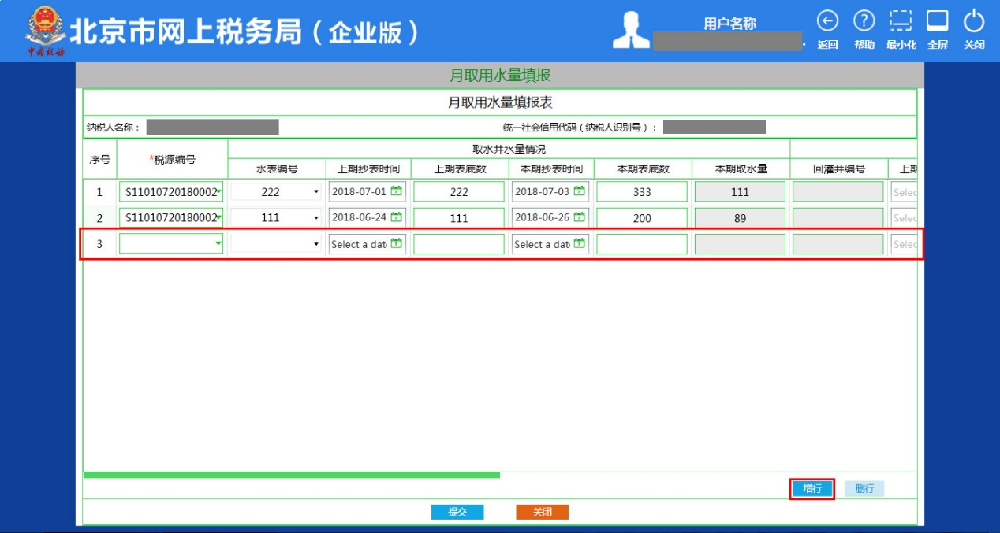 北京市网上税务局（企业版）
中国税务
用户名称
返回 帮助 最小化 全屏 关闭
月取用水量填报
月取用水量填报表
纳税人名称： 统一社会信用代码（纳税人识别号）：
序号 *税源编号 取水井水量情况
水表编号 上期抄表时间 上期表底数 本期抄表时间 本期表底数 本期取水量 回灌井编号 上期
1 S11010720180002 222 2018-07-01 222 2018-07-03 333 111 Selec
2 S11010720180002 111 2018-06-24 111 2018-06-26 200 89 Selec
3 Select a dat Select a dat Selec
增行 删行
提交 关闭